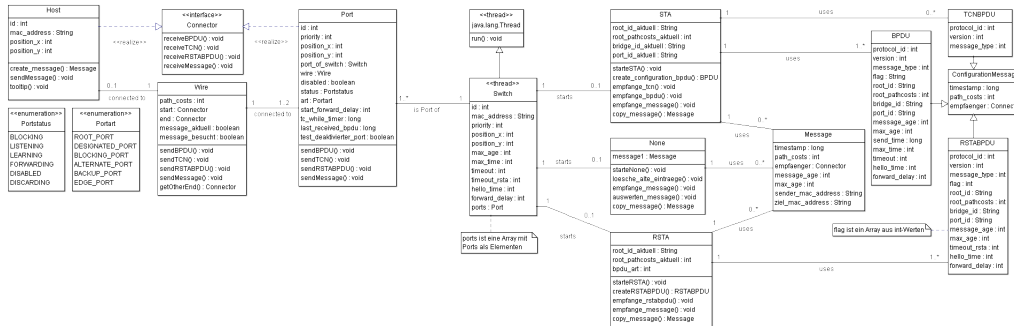 Host
id : int
mac_address : String
position_x : int
position_y : int
create_message() : Message
sendMessage() : void
tooltip() : void
<<realize>>
<<interface>>
Connector
receiveBPDU() : void
receiveTCN() : void
receiveRSTABPDU() : void
receiveMessage() : void
<<realize>>
0..1
connected to
1
Wire
path_costs : int
start : Connector
end : Connector
message_aktuell : boolean
message_besucht : boolean
sendBPDU() : void
sendTCN() : void
sendRSTABPDU() : void
sendMessage() : void
getOtherEnd() : Connector
1
1..2
connected to
<<enumeration>>
Portstatus
BLOCKING
LISTENING
LEARNING
FORWARDING
DISABLED
DISCARDING
<<enumeration>>
Portart
ROOT_PORT
DESIGNATED_PORT
BLOCKING_PORT
ALTERNATE_PORT
BACKUP_PORT
EDGE_PORT
Port
id : int
priority : int
position_x : int
position_y : int
port_of_switch : Switch
wire : Wire
disabled : boolean
status : Portstatus
art : Portart
start_forward_delay : int
tc_while_timer : long
last_received_bpdu : long
test_deaktivierter_port : boolean
sendBPDU() : void
sendTCN() : void
sendRSTABPDU() : void
sendMessage() : void
1..*
1
is Port of
<<thread>>
java.lang.Thread
run() : void
<<thread>>
Switch
id : int
mac_address : String
priority : int
position_x : int
position_y : int
max_age : int
max_time : int
timeout : int
timeout_rsta : int
hello_time : int
forward_delay : int
ports : Port
ports ist eine Array mit
Ports als Elementen
1
0..1
starts
1
0..1
starts
1
0..1
starts
STA
root_id_aktuell : String
root_pathcosts_aktuell : int
bridge_id_aktuell : String
port_id_aktuell : String
starteSTA() : void
create_configuration_bpdu() : BPDU
empfange_tcn() : void
empfange_bpdu() : void
empfange_message() : void
copy_message() : Message
None
message1 : Message
starteNone() : void
loesche_alte_eintraege() : void
empfange_message() : void
auswerten_message() : void
copy_message() : Message
RSTA
root_id_aktuell : String
root_pathcosts_aktuell : int
bpdu_art : int
starteRSTA() : void
createRSTABPDU() : RSTABPDU
empfange_rstabpdu() : void
empfange_message() : void
copy_message() : Message
1
uses
0..*
1
uses
1..*
1
uses
0..*
1
uses
0..*
1
uses
0..*
1
uses
1..*
Message
timestamp : long
path_costs : int
empfaenger : Connector
message_age : int
max_age : int
sender_mac_address : String
ziel_mac_address : String
BPDU
protocol_id : int
version : int
message_type : int
flag : String
root_id : String
root_pathcosts : int
bridge_id : String
port_id : String
message_age : int
max_age : int
send_time : long
max_time : int
timeout : int
hello_time : int
forward_delay : int
flag ist ein Array aus int-Werten
TCNBPDU
protocol_id : int
version : int
message_type : int
ConfigurationMessage
timestamp : long
path_costs : int
empfaenger : Connec
RSTABPDU
protocol_id : int
version : int
message_type : int
flag : int
root_id : String
root_pathcosts : int
bridge_id : String
port_id : String
message_age : int
max_age : int
timeout_rsta : int
hello_time : int
forward_delay : int